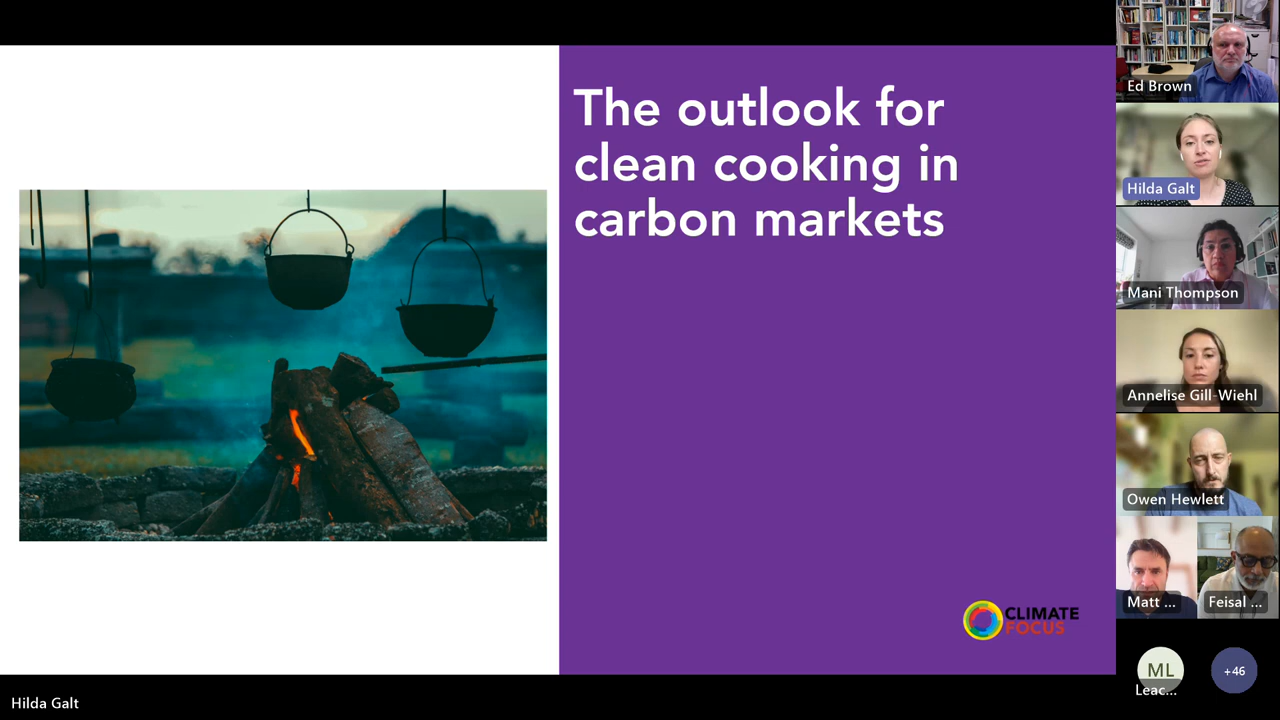 The outlook for
clean cooking in
carbon markets
CLIMATE
FOCUS
Ed Brown
Hilda Galt
Mani Thompson
Annelise Gill-Wiehl
Owen Hewlett
Matt ...
Feisal ...
ML
Leac...
+46
Hilda Galt